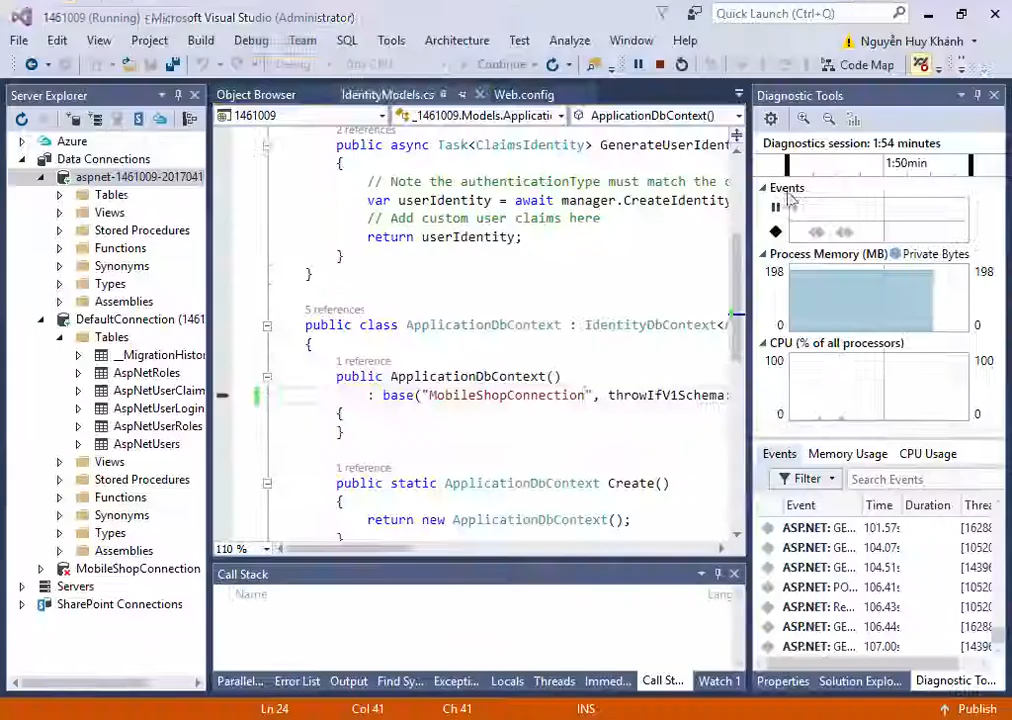 1461009 (Running) - Microsoft Visual Studio (Administrator)
Quick Launch (Ctrl+Q)
File Edit View Project Build Debug Team SQL Tools Architecture Test Analyze Window Help
Nguyễn Huy Khánh
Debug Any CPU Continue Code Map
Server Explorer
Azure
Data Connections
aspnet-1461009-2017041
Tables
Views
Stored Procedures
Functions
Synonyms
Types
Assemblies
DefaultConnection (1461
Tables
__MigrationHisto
AspNetRoles
AspNetUserClaim
AspNetUserLogin
AspNetUserRoles
AspNetUsers
Views
Stored Procedures
Functions
Synonyms
Types
Assemblies
MobileShopConnection
Servers
SharePoint Connections
Object Browser IdentityModels.cs Web.config
1461009 _1461009.Models.Applicati ApplicationDbContext()
2 references
public async Task<ClaimsIdentity> GenerateUserIdent
{
// Note the authenticationType must match the c
var userIdentity = await manager.CreateIdentity
// Add custom user claims here
return userIdentity;
}
}
5 references
public class ApplicationDbContext : IdentityDbContext</
{
1 reference
public ApplicationDbContext()
: base("MobileShopConnection", throwIfV1Schema:
{
}
1 reference
public static ApplicationDbContext Create()
{
return new ApplicationDbContext();
}
110 %
Call Stack
Name Lang
Parallel... Error List Output Find Sy... Excepti... Locals Threads Immed... Call St... Watch 1
Diagnostic Tools
Diagnostics session: 1:54 minutes
1:50min
Events
Process Memory (MB) Private Bytes
198 198
0 0
CPU (% of all processors)
100 100
0 0
Events Memory Usage CPU Usage
Filter Search Events
Event Time Duration Threa
ASP.NET: GE... 101.57s [16288
ASP.NET: GE... 104.07s [10520
ASP.NET: GE... 104.51s [14396
ASP.NET: PO... 106.41s [10520
ASP.NET: Re... 106.43s [10520
ASP.NET: GE... 106.44s [16288
ASP.NET: GE... 107.00s [14396
Properties Solution Explo... Diagnostic To...
Ln 24 Col 41 Ch 41 INS Publish